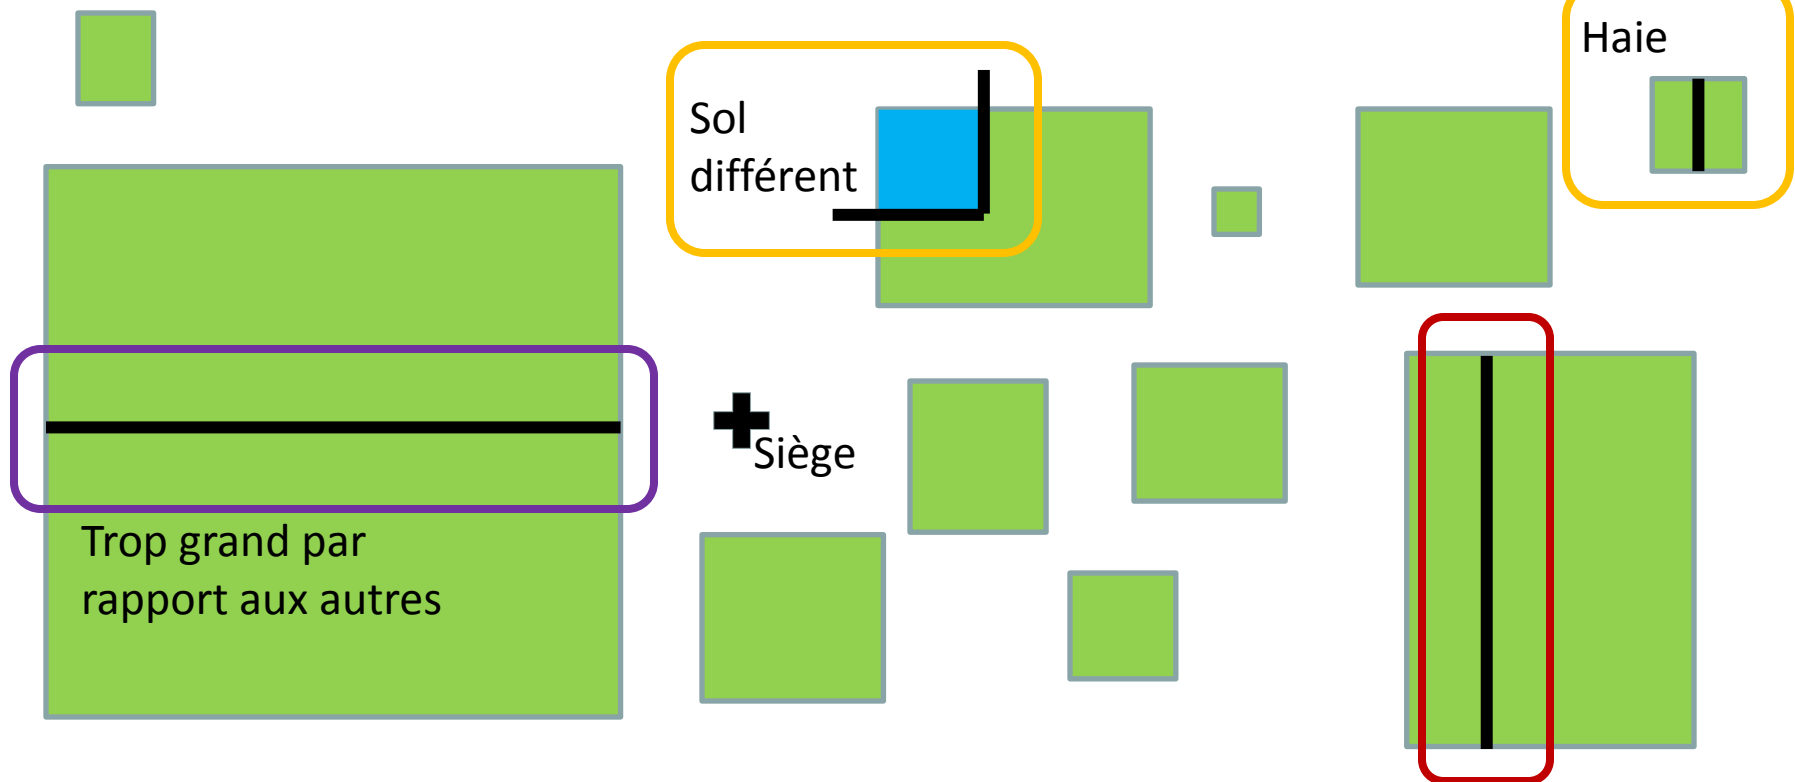 Haie
Sol
différent
Siège
Trop grand par
rapport aux autres